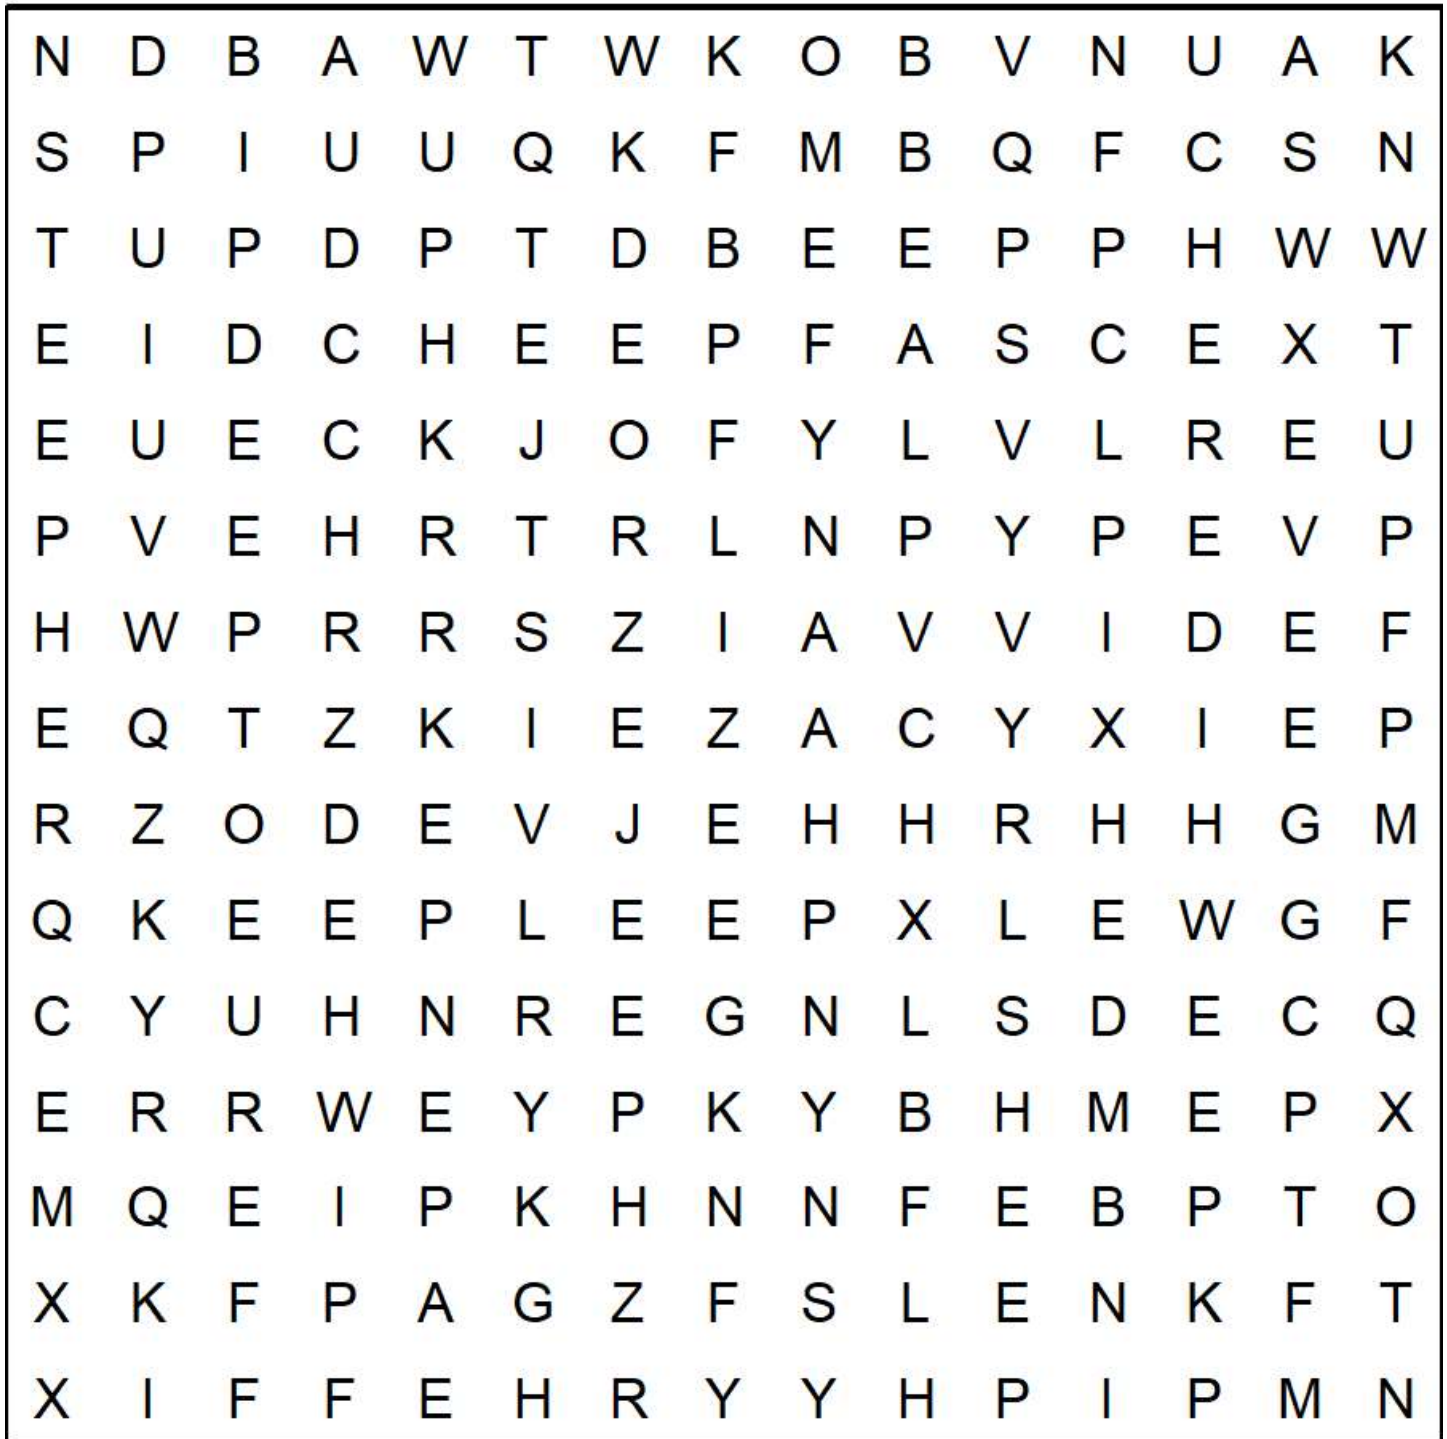 N D B A W T W K O B V N U A K
S P I U U Q K F M B Q F C S N
T U P D P T D B E E P P H W W
E I D C H E E P F A S C E X T
E U E C K J O F Y L V L R E U
P V E H R T R L N P Y P E V P
H W P R R S Z I A V V I D E F
E Q T Z K I E Z A C Y X I E P
R Z O D E V J E H H R H H G M
Q K E E P L E E P X L E W G F
C Y U H N R E G N L S D E C Q
E R R W E Y P K Y B H M E P X
M Q E I P K H N N F E B P T O
X K F P A G Z F S L E N K F T
X I F F E H R Y Y H P I P M N